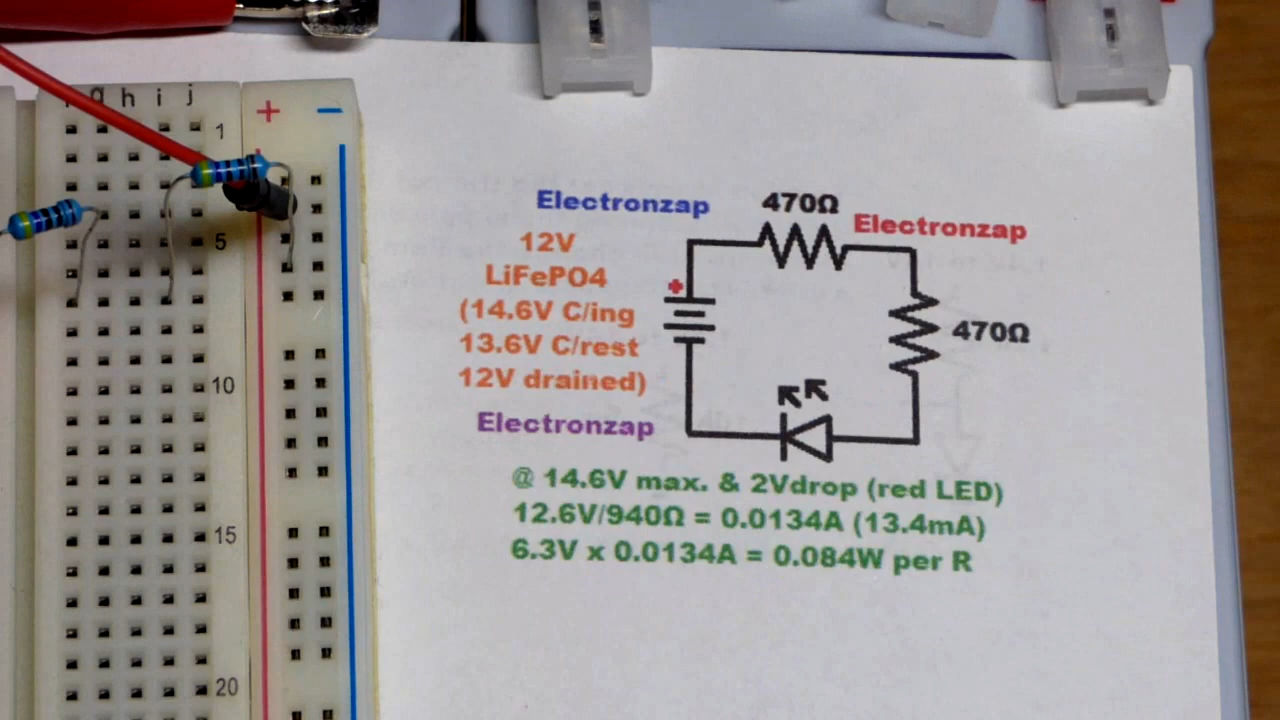 g h i j
+ −
1
5
10
15
20
Electronzap
470Ω
Electronzap
12V
LiFePO4
(14.6V C/ing
13.6V C/rest
12V drained)
+
470Ω
Electronzap
@ 14.6V max. & 2Vdrop (red LED)
12.6V/940Ω = 0.0134A (13.4mA)
6.3V x 0.0134A = 0.084W per R